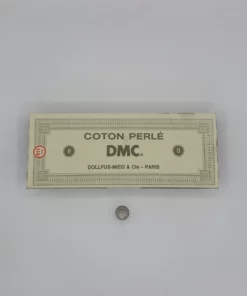 COTON PERLÉ
DMC®
8 8
DOLLFUS-MIEG & Cie - PARIS